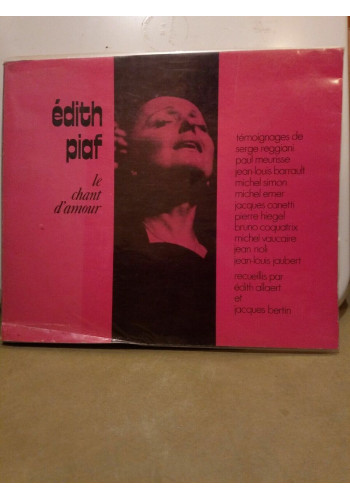 édith
piaf
le
chant
d'amour
témoignages de
serge reggiani
paul meurisse
jean-louis barrault
michel simon
michel emer
jacques canetti
pierre hiegel
bruno coquatrix
michel vaucaire
jean noli
jean-louis jaubert
recueillis par
édith allaert
et
jacques bertin